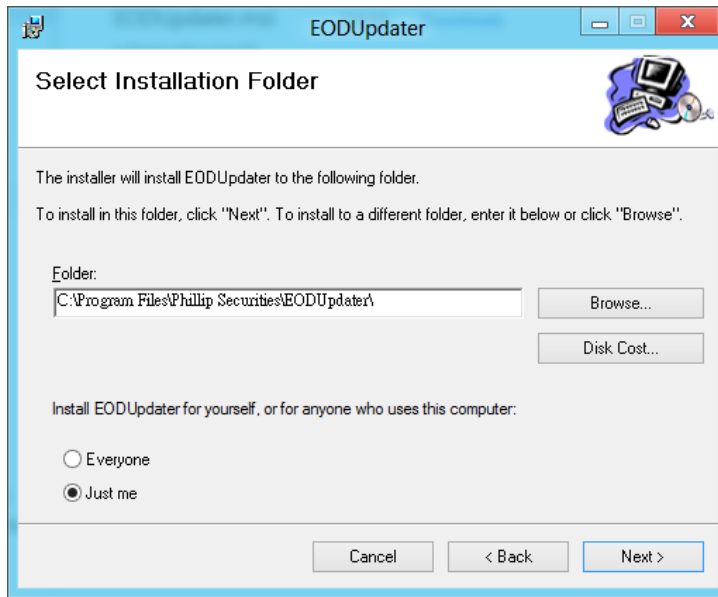 EODUpdater
Select Installation Folder
The installer will install EODUpdater to the following folder.
To install in this folder, click "Next". To install to a different folder, enter it below or click "Browse".
Folder:
C:\Program Files\Phillip Securities\EODUpdater\
Browse...
Disk Cost...
Install EODUpdater for yourself, or for anyone who uses this computer:
Everyone
Just me
Cancel
< Back
Next >